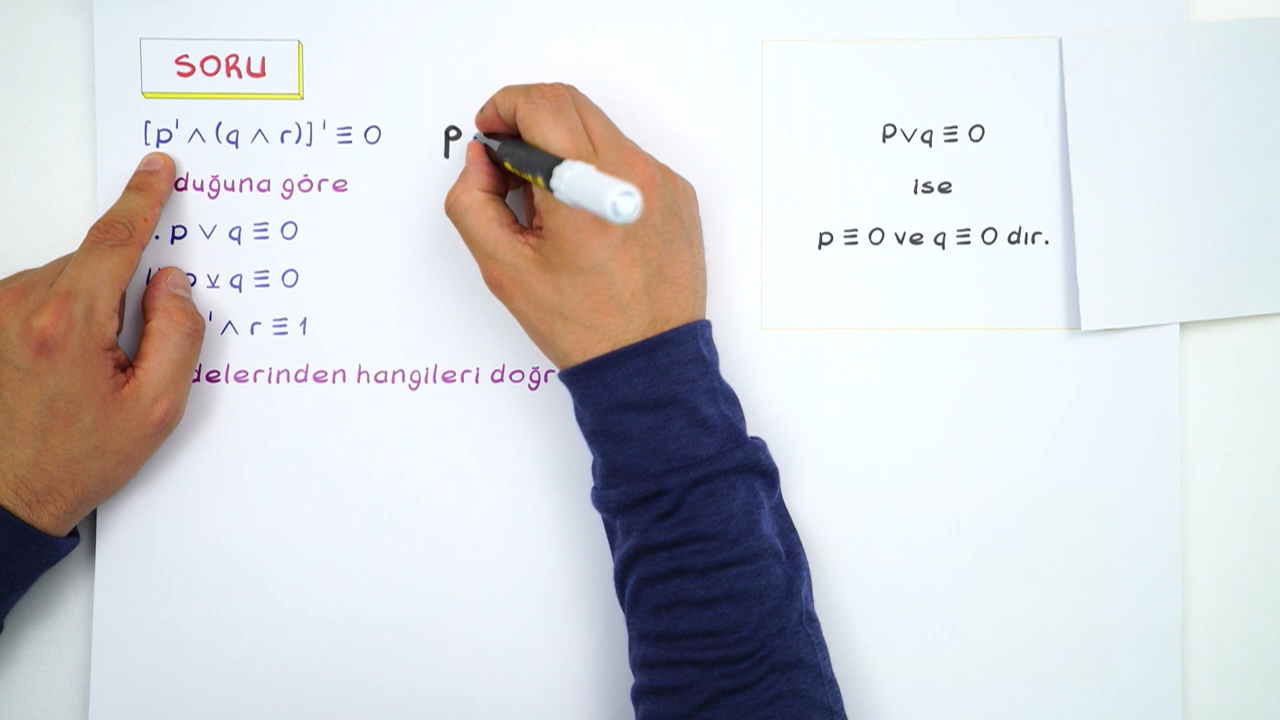 SORU
[p' ∧ (q ∧ r)]' ≡ 0
p
duğuna göre
. p ∨ q ≡ 0
⊻ q ≡ 0
' ∧ r ≡ 1
delerinden hangileri doğr
p∨q ≡ 0
ise
p ≡ 0 ve q ≡ 0 dır.